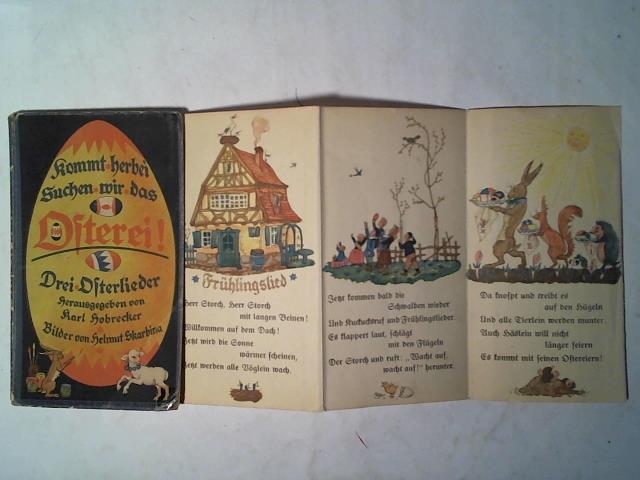 Kommt herbei
Suchen wir das
Osterei!
Drei Osterlieder
Herausgegeben von
Karl Hobrecker
Bilder von Helmut Skarbina
Frühlingslied
Herr Storch, Herr Storch
mit langen Beinen!
Willkommen auf dem Dach!
Jetzt wird die Sonne
wärmer scheinen,
Jetzt werden alle Vöglein wach.
Jetzt kommen bald die
Schwalben wieder
Und Kuckucksruf und Frühlingslieder.
Es klappert laut, schlägt
mit den Flügeln
Der Storch und ruft: „Wacht auf,
wacht auf!" herunter.
Da knospt und treibt es
auf den Hügeln
Und alle Tierlein werden munter.
Auch Häslein will nicht
länger feiern
Es kommt mit seinen Ostereiern!